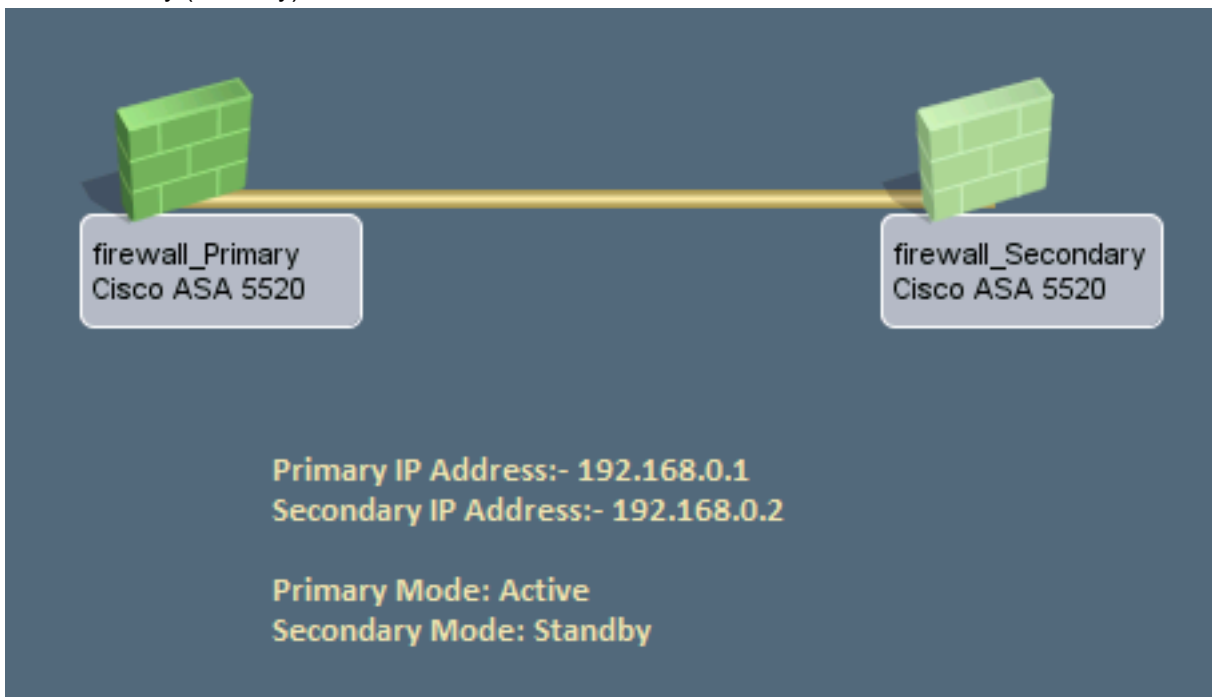 firewall_Primary
Cisco ASA 5520
firewall_Secondary
Cisco ASA 5520
Primary IP Address:- 192.168.0.1
Secondary IP Address:- 192.168.0.2
Primary Mode: Active
Secondary Mode: Standby